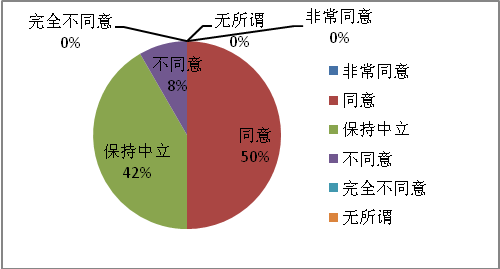 完全不同意
0%
无所谓
0%
非常同意
0%
不同意
8%
同意
50%
保持中立
42%
非常同意
同意
保持中立
不同意
完全不同意
无所谓